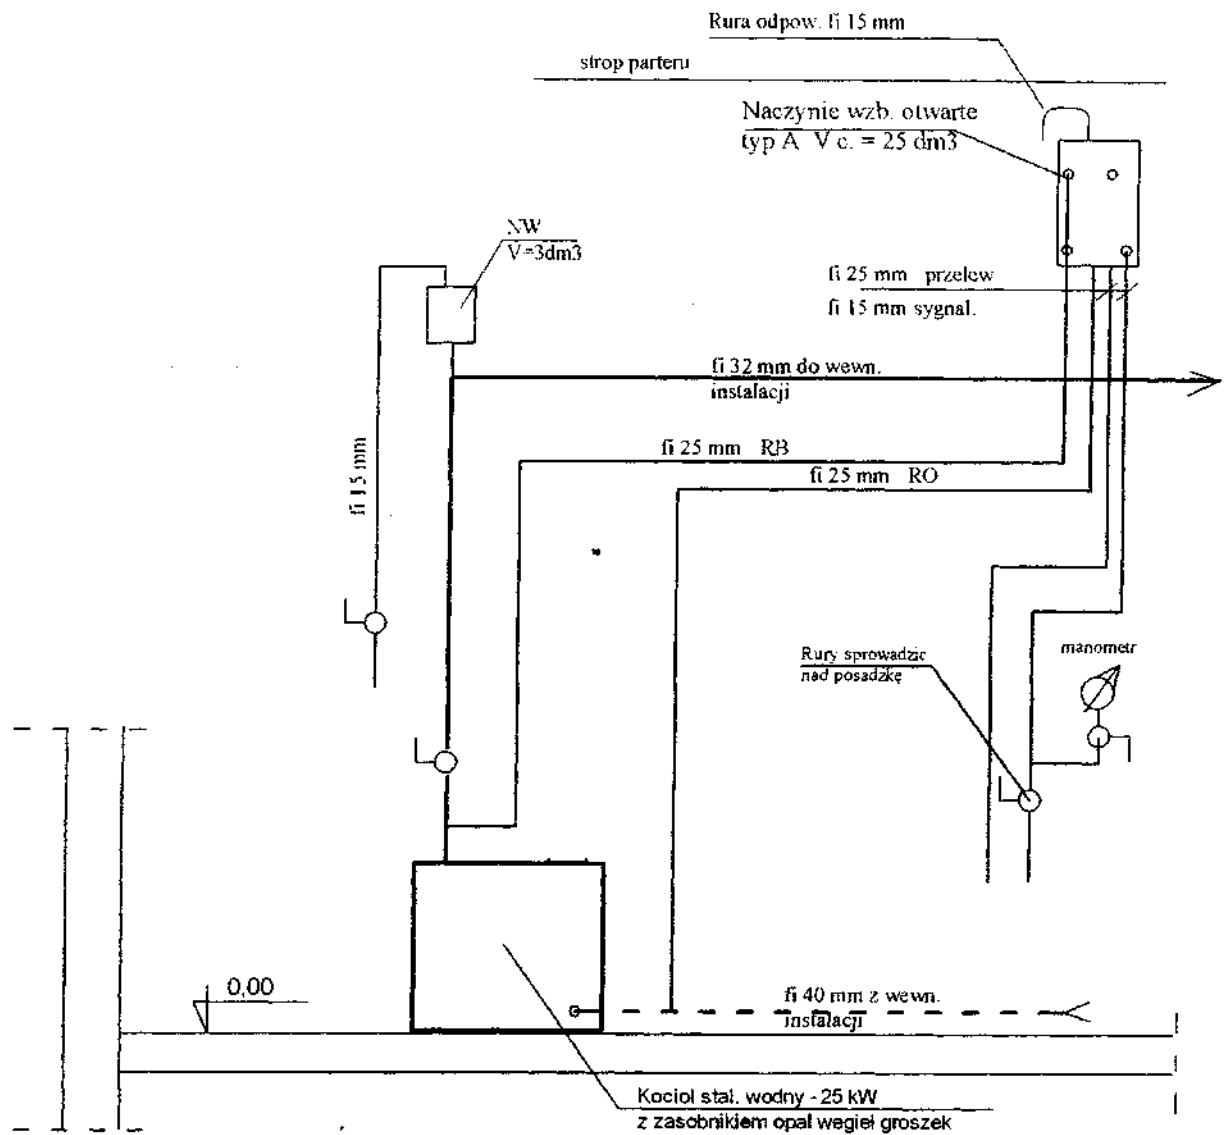 Rura odpow. fi 15 mm
strop parteru
Naczynie wzb. otwarte
typ A V c. = 25 dm3
NW
V=3dm3
fi 25 mm przelew
fi 15 mm sygnal.
fi 32 mm do wewn.
instalacji
fi 25 mm RB
fi 25 mm RO
fi 15 mm
Rury sprowadzic
nad posadzkę
manometr
0,00
fi 40 mm z wewn.
instalacji
Kocioł stal. wodny - 25 kW
z zasobnikiem opal wegieł groszek